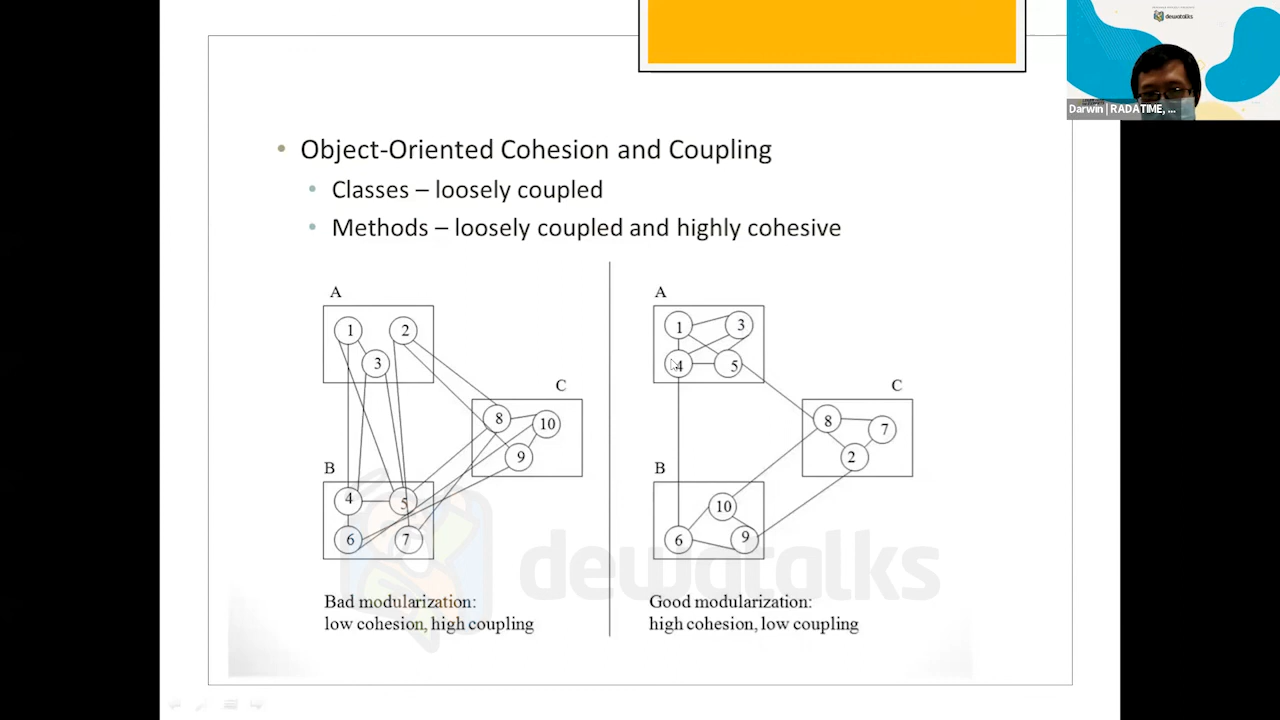 dewatalks
Darwin | RADATIME, ...
• Object-Oriented Cohesion and Coupling
• Classes – loosely coupled
• Methods – loosely coupled and highly cohesive
A
1
2
3
C
8
10
9
B
4
5
6
7
Bad modularization:
low cohesion, high coupling
A
1
3
4
5
C
8
7
2
B
10
6
9
Good modularization:
high cohesion, low coupling
dewatalks